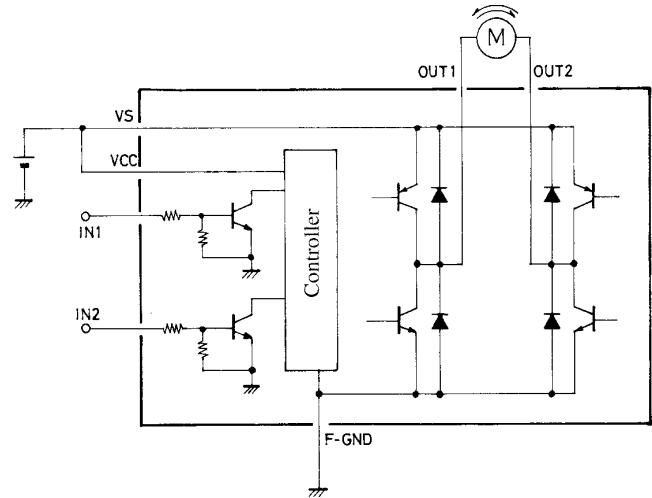 M
OUT1
OUT2
VS
VCC
IN1
Controller
IN2
F-GND